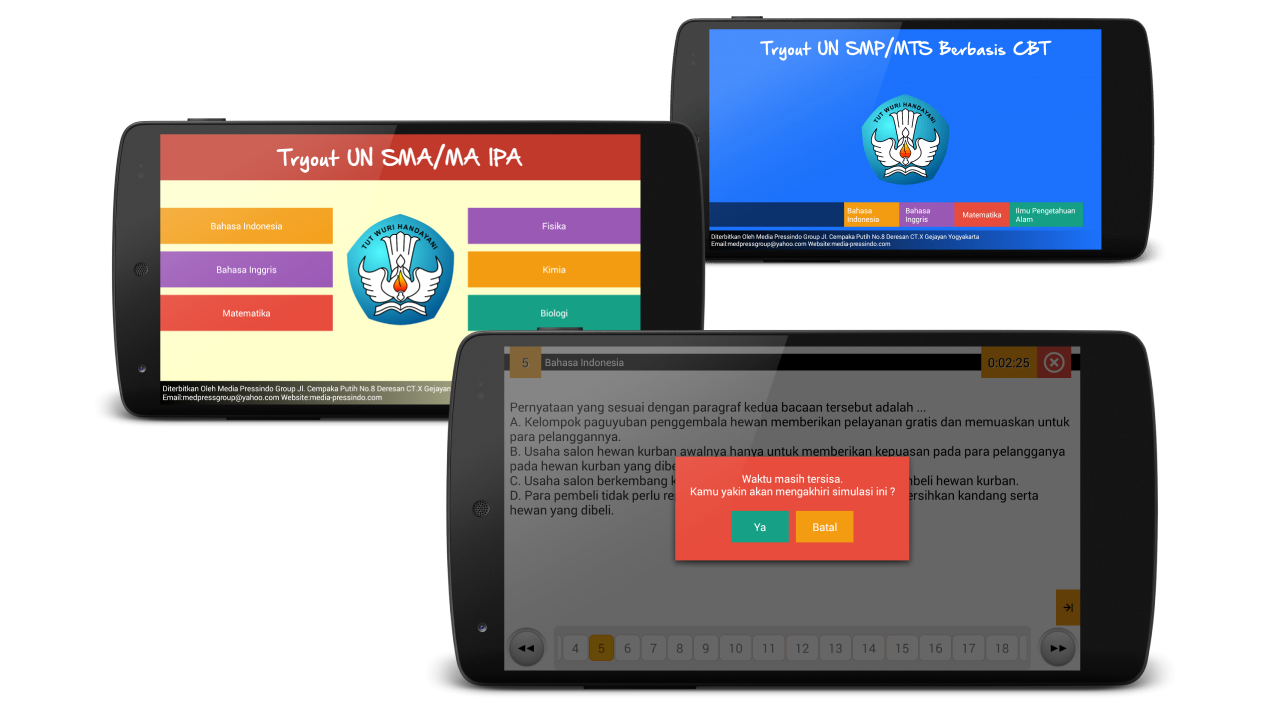 Tryout UN SMP/MTS Berbasis CBT
TUT WURI HANDAYANI
Bahasa
Indonesia
Bahasa
Inggris
Matematika
Ilmu Pengetahuan
Alam
Diterbitkan Oleh Media Pressindo Group Jl. Cempaka Putih No.8 Deresan CT.X Gejayan Yogyakarta
Email:medpressgroup@yahoo.com Website:media-pressindo.com
Tryout UN SMA/MA IPA
Bahasa Indonesia
Bahasa Inggris
Matematika
TUT WURI HANDAYANI
Fisika
Kimia
Biologi
Diterbitkan Oleh Media Pressindo Group Jl. Cempaka Putih No.8 Deresan CT.X Gejayan
Email:medpressgroup@yahoo.com Website:media-pressindo.com
5 Bahasa Indonesia 0:02:25
Pernyataan yang sesuai dengan paragraf kedua bacaan tersebut adalah ...
A. Kelompok paguyuban penggembala hewan memberikan pelayanan gratis dan memuaskan untuk
para pelanggannya.
B. Usaha salon hewan kurban awalnya hanya untuk memberikan kepuasan pada para pelangganya
pada hewan kurban yang
C. Usaha salon berkembang hewan kurban.
D. Para pembeli tidak perlu kandang serta
hewan yang dibeli.
Waktu masih tersisa.
Kamu yakin akan mengakhiri simulasi ini ?
Ya Batal
4 5 6 7 8 9 10 11 12 13 14 15 16 17 18